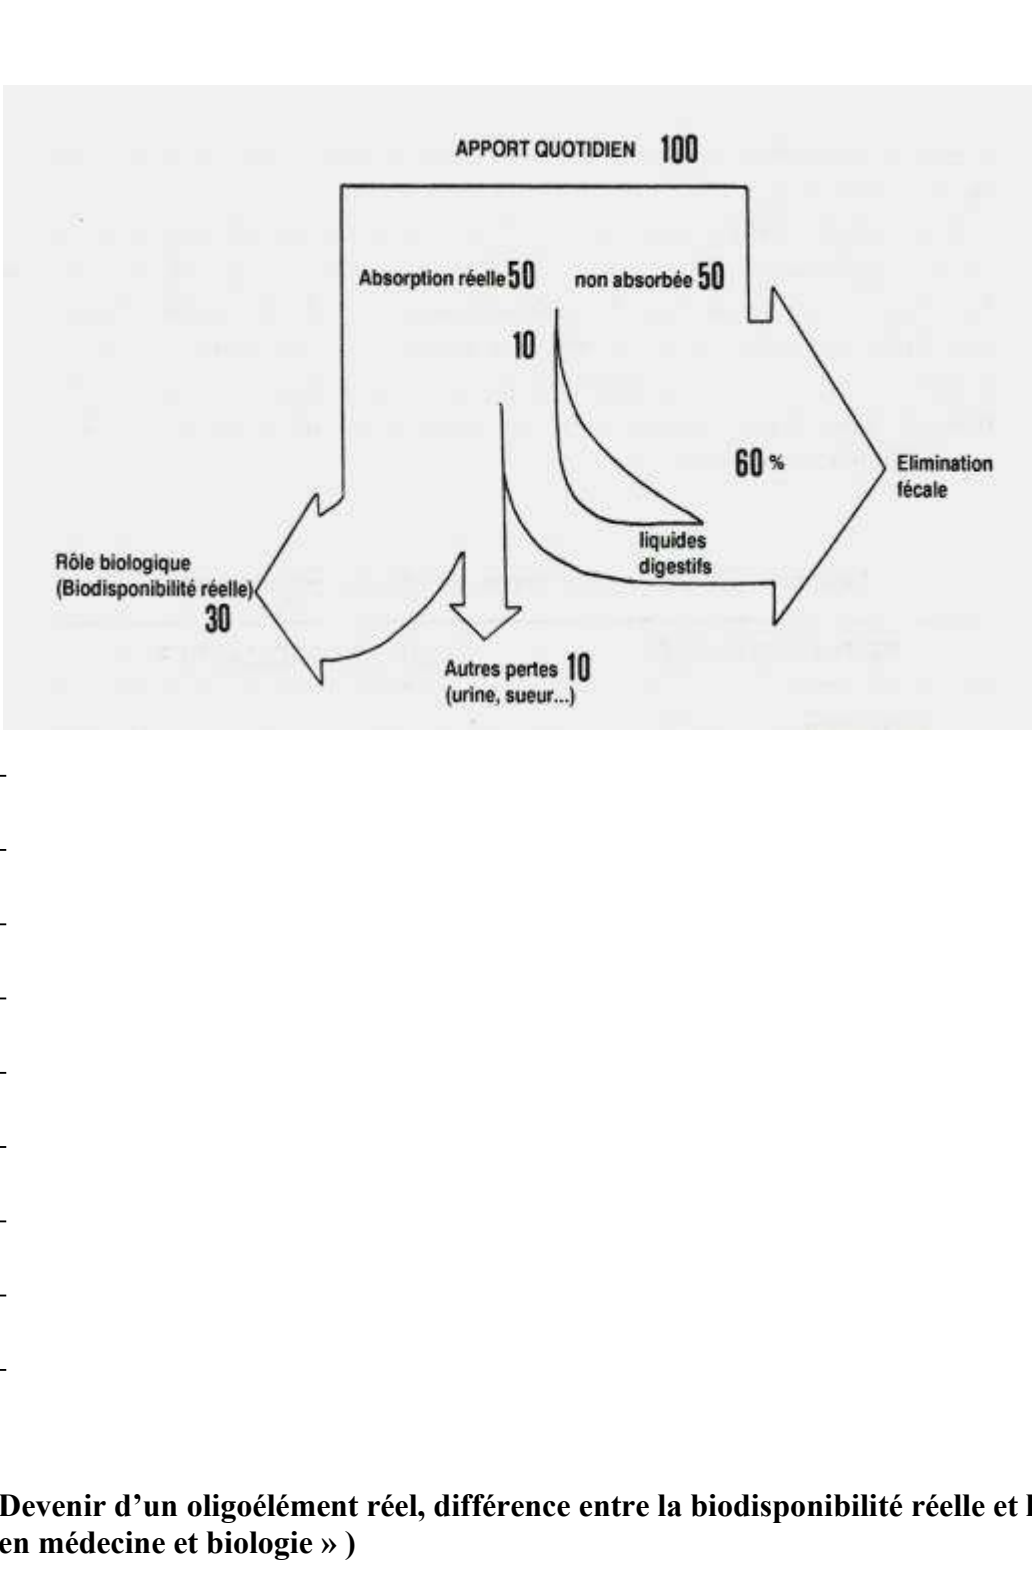 APPORT QUOTIDIEN 100
Absorption réelle 50 non absorbée 50
10
60 %
Elimination
fécale
liquides
digestifs
Rôle biologique
(Biodisponibilité réelle)
30
Autres pertes 10
(urine, sueur...)
-
-
-
-
-
-
-
-
-
Devenir d’un oligoélément réel, différence entre la biodisponibilité réelle et
en médecine et biologie » )